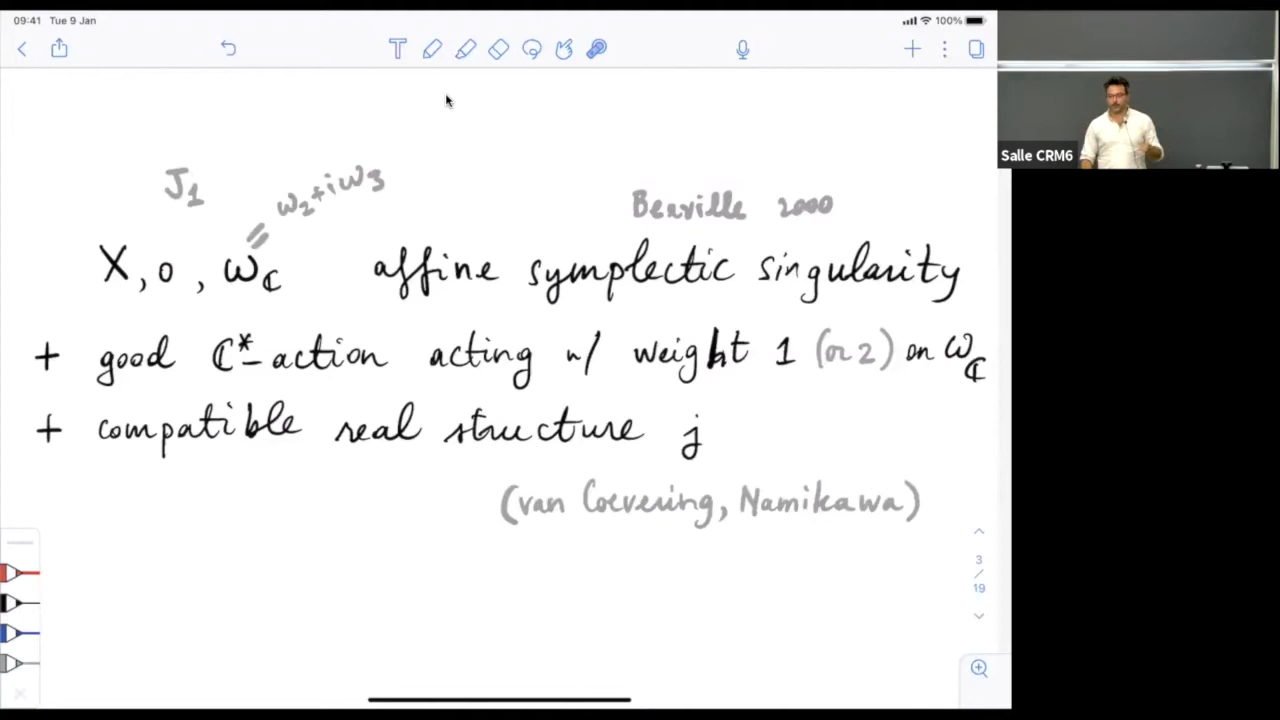 09:41 Tue 9 Jan
100%
J₁
ω₂+iω₃
Beauville 2000
X, o, ω_ℂ affine symplectic singularity
+ good ℂ*-action acting w/ weight 1 (or 2) on ω_ℂ
+ compatible real structure j
(van Coevering, Namikawa)
3
/
19
Salle CRM6